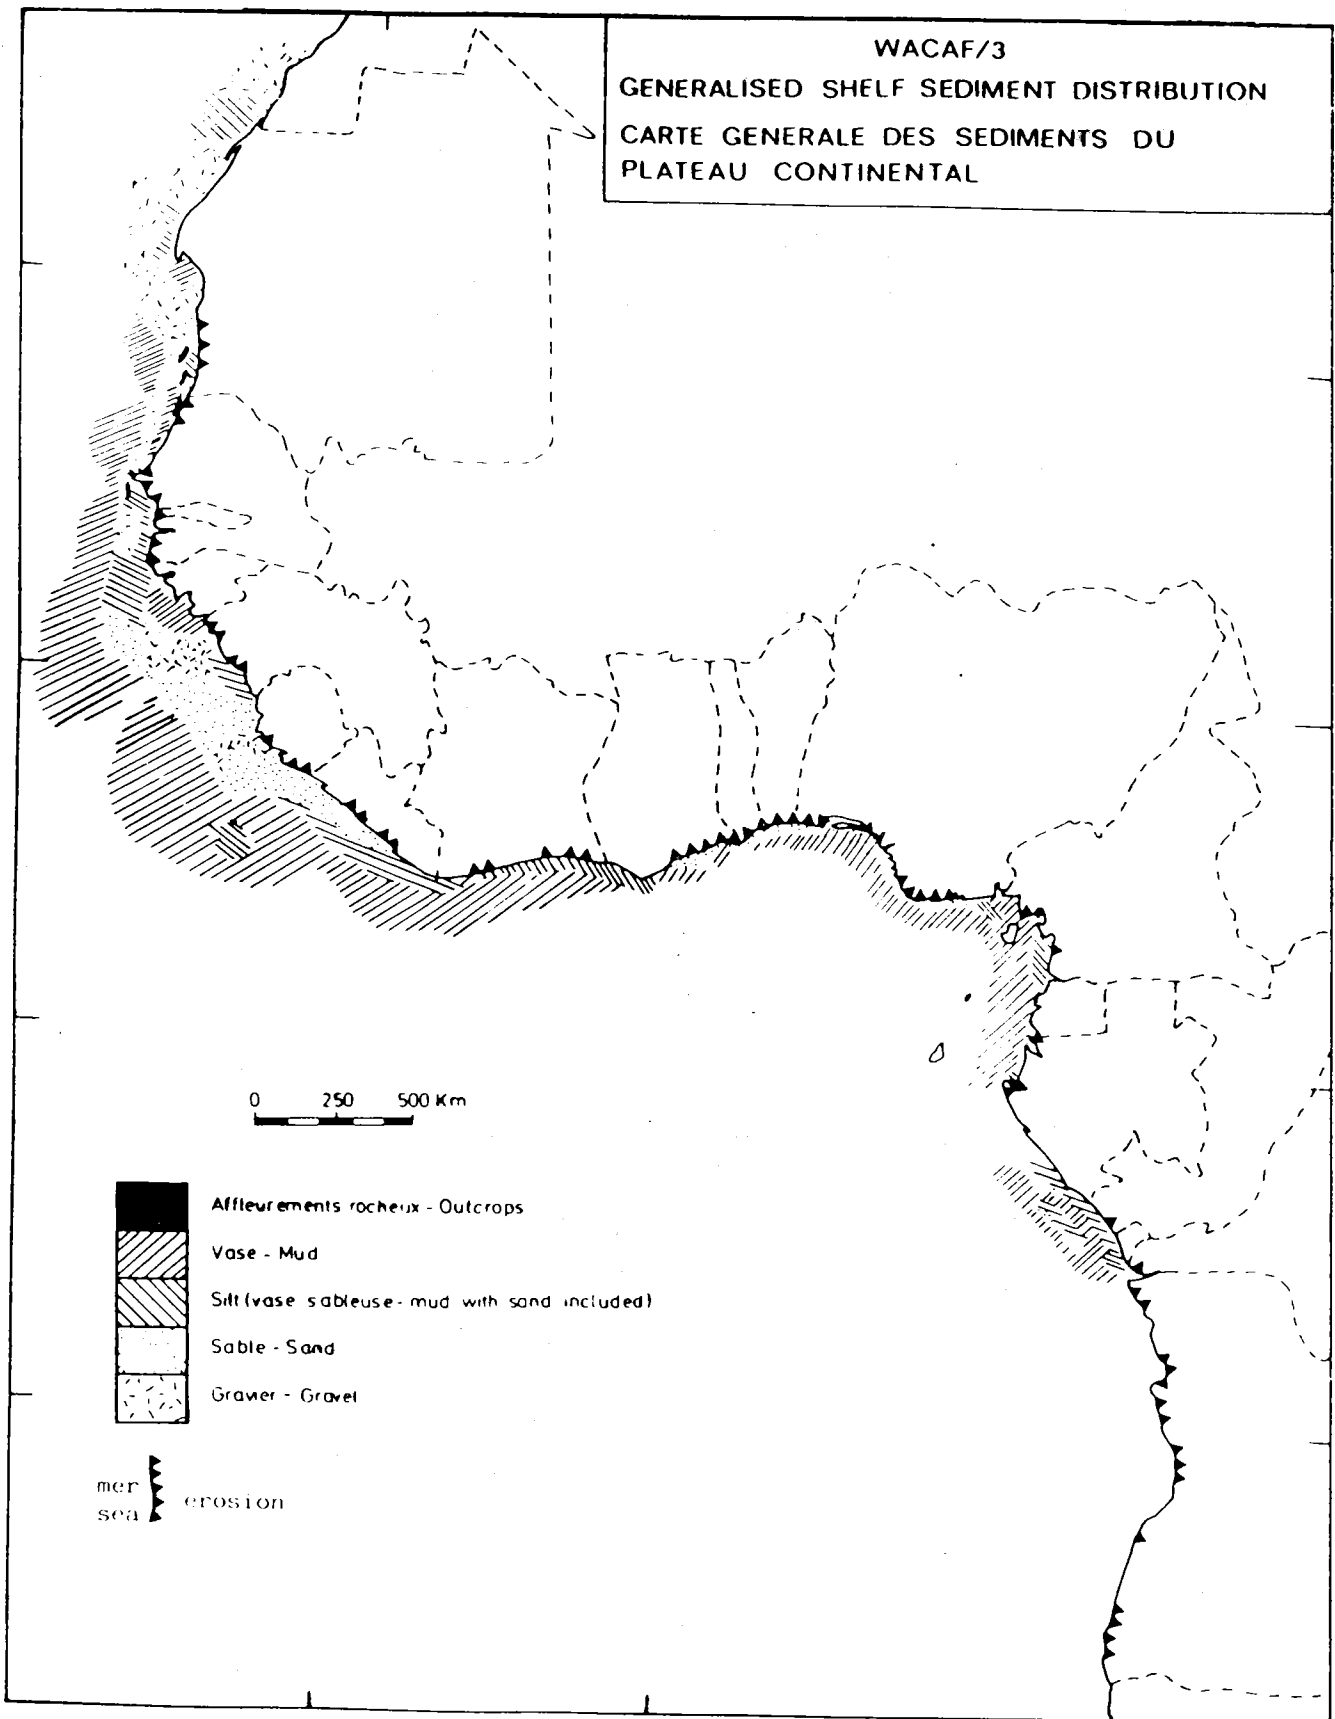 WACAF/3
GENERALISED SHELF SEDIMENT DISTRIBUTION
CARTE GENERALE DES SEDIMENTS DU
PLATEAU CONTINENTAL
0 250 500 Km
Affleurements rocheux - Outcrops
Vase - Mud
Silt (vase sableuse - mud with sand included)
Sable - Sand
Gravier - Gravel
mer
sea
erosion